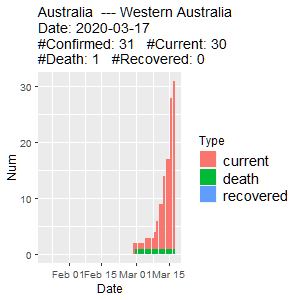 Australia  --- Western Australia
Date: 2020-03-17
#Confirmed: 31   #Current: 30
#Death: 1   #Recovered: 0
Num
30
20
10
0
Feb 01 Feb 15 Mar 01 Mar 15
Date
Type
current
death
recovered